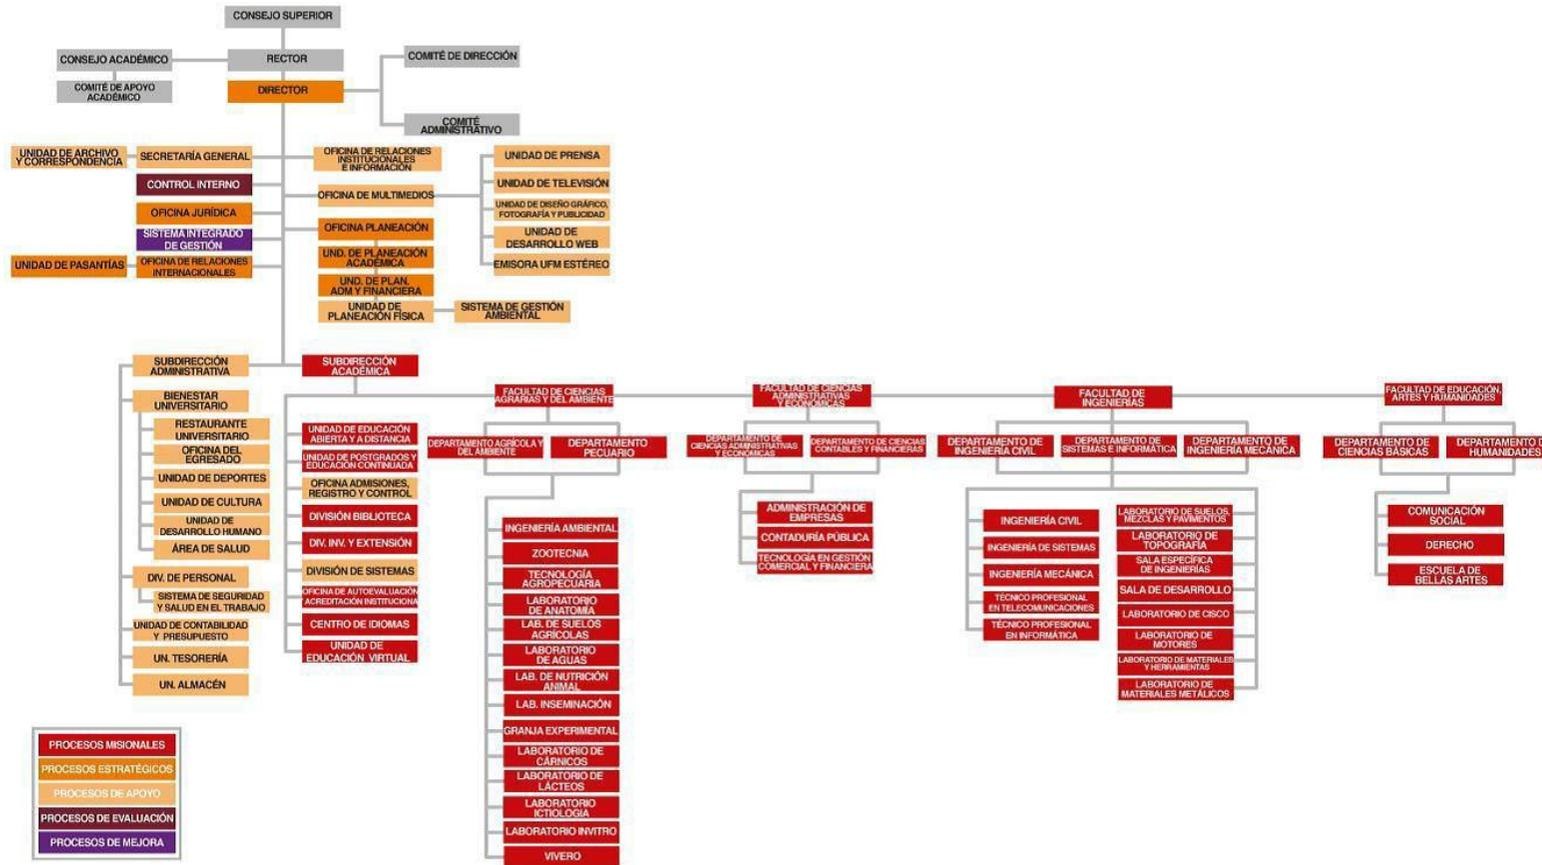 CONSEJO SUPERIOR
CONSEJO ACADÉMICO
RECTOR
COMITÉ DE DIRECCIÓN
COMITÉ DE APOYO
ACADÉMICO
DIRECTOR
COMITÉ
ADMINISTRATIVO
UNIDAD DE ARCHIVO
Y CORRESPONDENCIA
SECRETARÍA GENERAL
OFICINA DE RELACIONES
INSTITUCIONALES
E INFORMACIÓN
UNIDAD DE PRENSA
CONTROL INTERNO
OFICINA DE MULTIMEDIOS
UNIDAD DE TELEVISIÓN
OFICINA JURÍDICA
UNIDAD DE DISEÑO GRÁFICO,
FOTOGRAFÍA Y PUBLICIDAD
SISTEMA INTEGRADO
DE GESTIÓN
OFICINA PLANEACIÓN
UNIDAD DE
DESARROLLO WEB
UNIDAD DE PASANTÍAS
OFICINA DE RELACIONES
INTERNACIONALES
UND. DE PLANEACIÓN
ACADÉMICA
EMISORA UFM ESTÉREO
UND. DE PLAN.
ADM Y FINANCIERA
UNIDAD DE
PLANEACIÓN FÍSICA
SISTEMA DE GESTIÓN
AMBIENTAL
SUBDIRECCIÓN
ADMINISTRATIVA
SUBDIRECCIÓN
ACADÉMICA
BIENESTAR
UNIVERSITARIO
RESTAURANTE
UNIVERSITARIO
OFICINA DEL
EGRESADO
UNIDAD DE DEPORTES
UNIDAD DE CULTURA
UNIDAD DE
DESARROLLO HUMANO
ÁREA DE SALUD
DIV. DE PERSONAL
SISTEMA DE SEGURIDAD
Y SALUD EN EL TRABAJO
UNIDAD DE CONTABILIDAD
Y PRESUPUESTO
UN. TESORERÍA
UN. ALMACÉN
UNIDAD DE EDUCACIÓN
ABIERTA Y A DISTANCIA
UNIDAD DE POSTGRADOS Y
EDUCACIÓN CONTINUADA
OFICINA ADMISIONES,
REGISTRO Y CONTROL
DIVISIÓN BIBLIOTECA
DIV. INV. Y EXTENSIÓN
DIVISIÓN DE SISTEMAS
OFICINA DE AUTOEVALUACIÓN
Y ACREDITACIÓN INSTITUCIONA
CENTRO DE IDIOMAS
UNIDAD DE
EDUCACIÓN VIRTUAL
FACULTAD DE CIENCIAS
AGRARIAS Y DEL AMBIENTE
DEPARTAMENTO AGRÍCOLA Y
DEL AMBIENTE
DEPARTAMENTO
PECUARIO
INGENIERÍA AMBIENTAL
ZOOTECNIA
TECNOLOGÍA
AGROPECUARIA
LABORATORIO
DE ANATOMÍA
LAB. DE SUELOS
AGRÍCOLAS
LABORATORIO
DE AGUAS
LAB. DE NUTRICIÓN
ANIMAL
LAB. INSEMINACIÓN
GRANJA EXPERIMENTAL
LABORATORIO DE
CÁRNICOS
LABORATORIO DE
LÁCTEOS
LABORATORIO
ICTIOLOGIA
LABORATORIO INVITRO
VIVERO
FACULTAD DE CIENCIAS
ADMINISTRATIVAS
Y ECONÓMICAS
DEPARTAMENTO DE
CIENCIAS ADMINISTRATIVAS
Y ECONÓMICAS
DEPARTAMENTO DE CIENCIAS
CONTABLES Y FINANCIERAS
ADMINISTRACIÓN DE
EMPRESAS
CONTADURÍA PÚBLICA
TECNOLOGÍA EN GESTIÓN
COMERCIAL Y FINANCIERA
FACULTAD DE
INGENIERÍAS
DEPARTAMENTO DE
INGENIERÍA CIVIL
DEPARTAMENTO DE
SISTEMAS E INFORMÁTICA
DEPARTAMENTO DE
INGENIERÍA MECÁNICA
INGENIERÍA CIVIL
INGENIERÍA DE SISTEMAS
INGENIERÍA MECÁNICA
TÉCNICO PROFESIONAL
EN TELECOMUNICACIONES
TÉCNICO PROFESIONAL
EN INFORMÁTICA
LABORATORIO DE SUELOS,
MEZCLAS Y PAVIMENTOS
LABORATORIO DE
TOPOGRAFÍA
SALA ESPECÍFICA
DE INGENIERÍAS
SALA DE DESARROLLO
LABORATORIO DE CISCO
LABORATORIO DE
MOTORES
LABORATORIO DE MATERIALES
Y HERRAMIENTAS
LABORATORIO DE
MATERIALES METÁLICOS
FACULTAD DE EDUCACIÓN,
ARTES Y HUMANIDADES
DEPARTAMENTO DE
CIENCIAS BÁSICAS
DEPARTAMENTO D
HUMANIDADES
COMUNICACIÓN
SOCIAL
DERECHO
ESCUELA DE
BELLAS ARTES
PROCESOS MISIONALES
PROCESOS ESTRATÉGICOS
PROCESOS DE APOYO
PROCESOS DE EVALUACIÓN
PROCESOS DE MEJORA